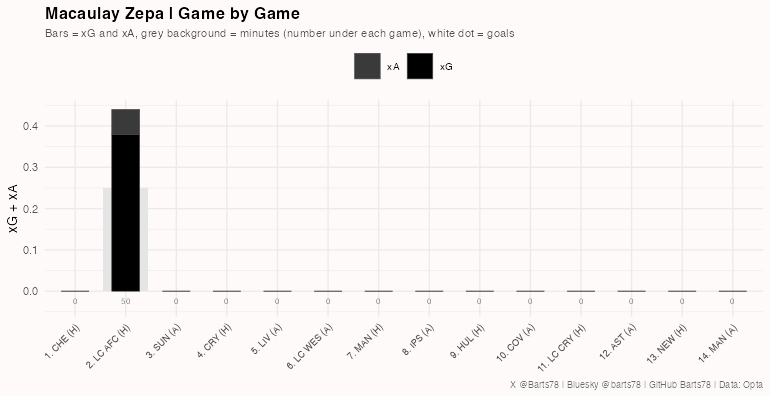 Macaulay Zepa | Game by Game
Bars = xG and xA, grey background = minutes (number under each game), white dot = goals
xA xG
xG + xA
0.4
0.3
0.2
0.1
0.0
0 50 0 0 0 0 0 0 0 0 0 0 0 0
1. CHE (H)
2. LC AFC (H)
3. SUN (A)
4. CRY (H)
5. LIV (A)
6. LC WES (A)
7. MAN (H)
8. IPS (A)
9. HUL (H)
10. COV (A)
11. LC CRY (H)
12. AST (A)
13. NEW (H)
14. MAN (A)
X @Barts78 | Bluesky @barts78 | GitHub Barts78 | Data: Opta